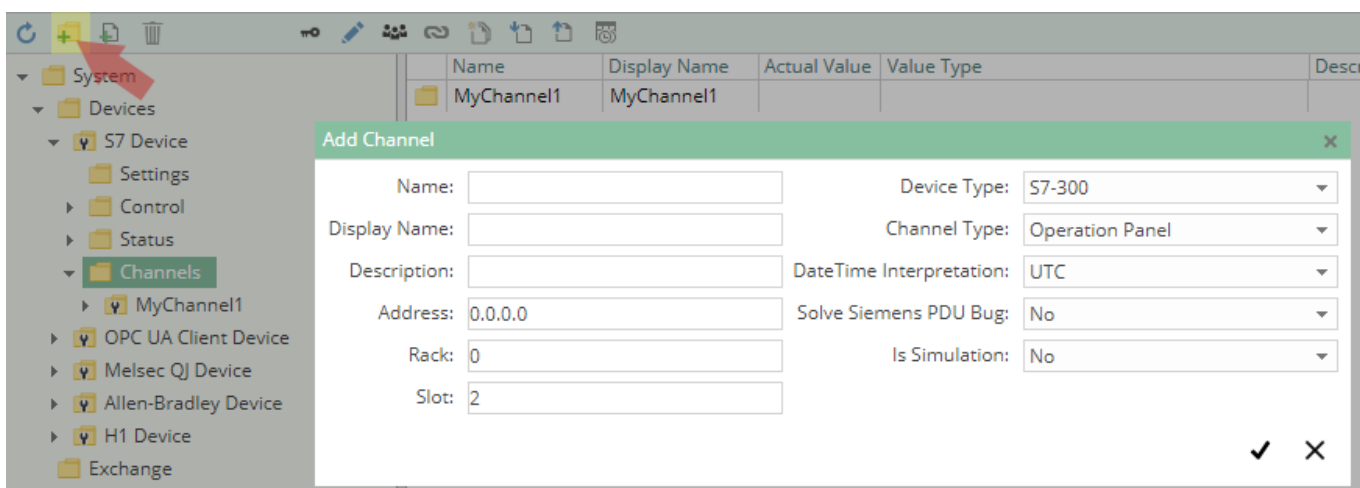 Name Display Name Actual Value Value Type Descr
System
MyChannel1 MyChannel1
Devices
S7 Device
Settings
Control
Status
Channels
MyChannel1
OPC UA Client Device
Melsec QJ Device
Allen-Bradley Device
H1 Device
Exchange
Add Channel
Name:
Display Name:
Description:
Address: 0.0.0.0
Rack: 0
Slot: 2
Device Type: S7-300
Channel Type: Operation Panel
DateTime Interpretation: UTC
Solve Siemens PDU Bug: No
Is Simulation: No